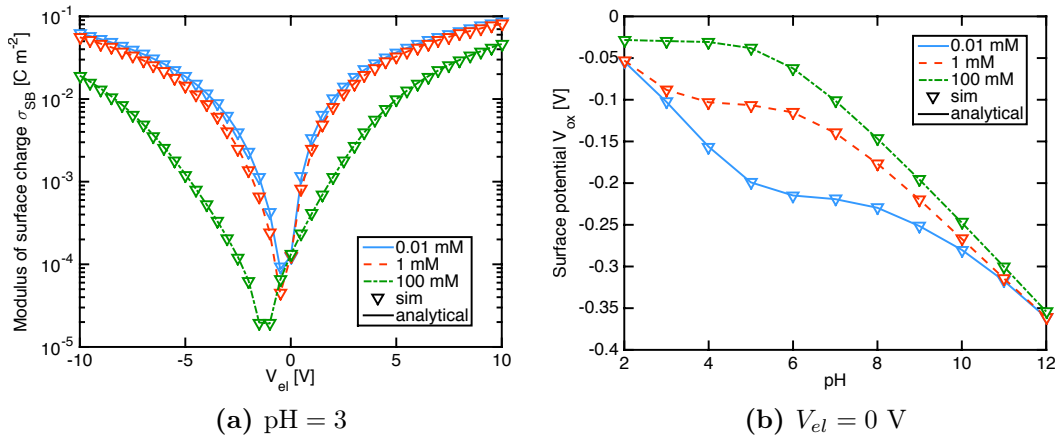 Modulus of surface charge σSB [C m-2]
10-1
10-2
10-3
10-4
10-5
-10
-5
0
5
10
Vel [V]
0.01 mM
1 mM
100 mM
sim
analytical
(a) pH = 3
Surface potential Vox [V]
0
-0.05
-0.1
-0.15
-0.2
-0.25
-0.3
-0.35
-0.4
2
4
6
8
10
12
pH
0.01 mM
1 mM
100 mM
sim
analytical
(b) Vel = 0 V